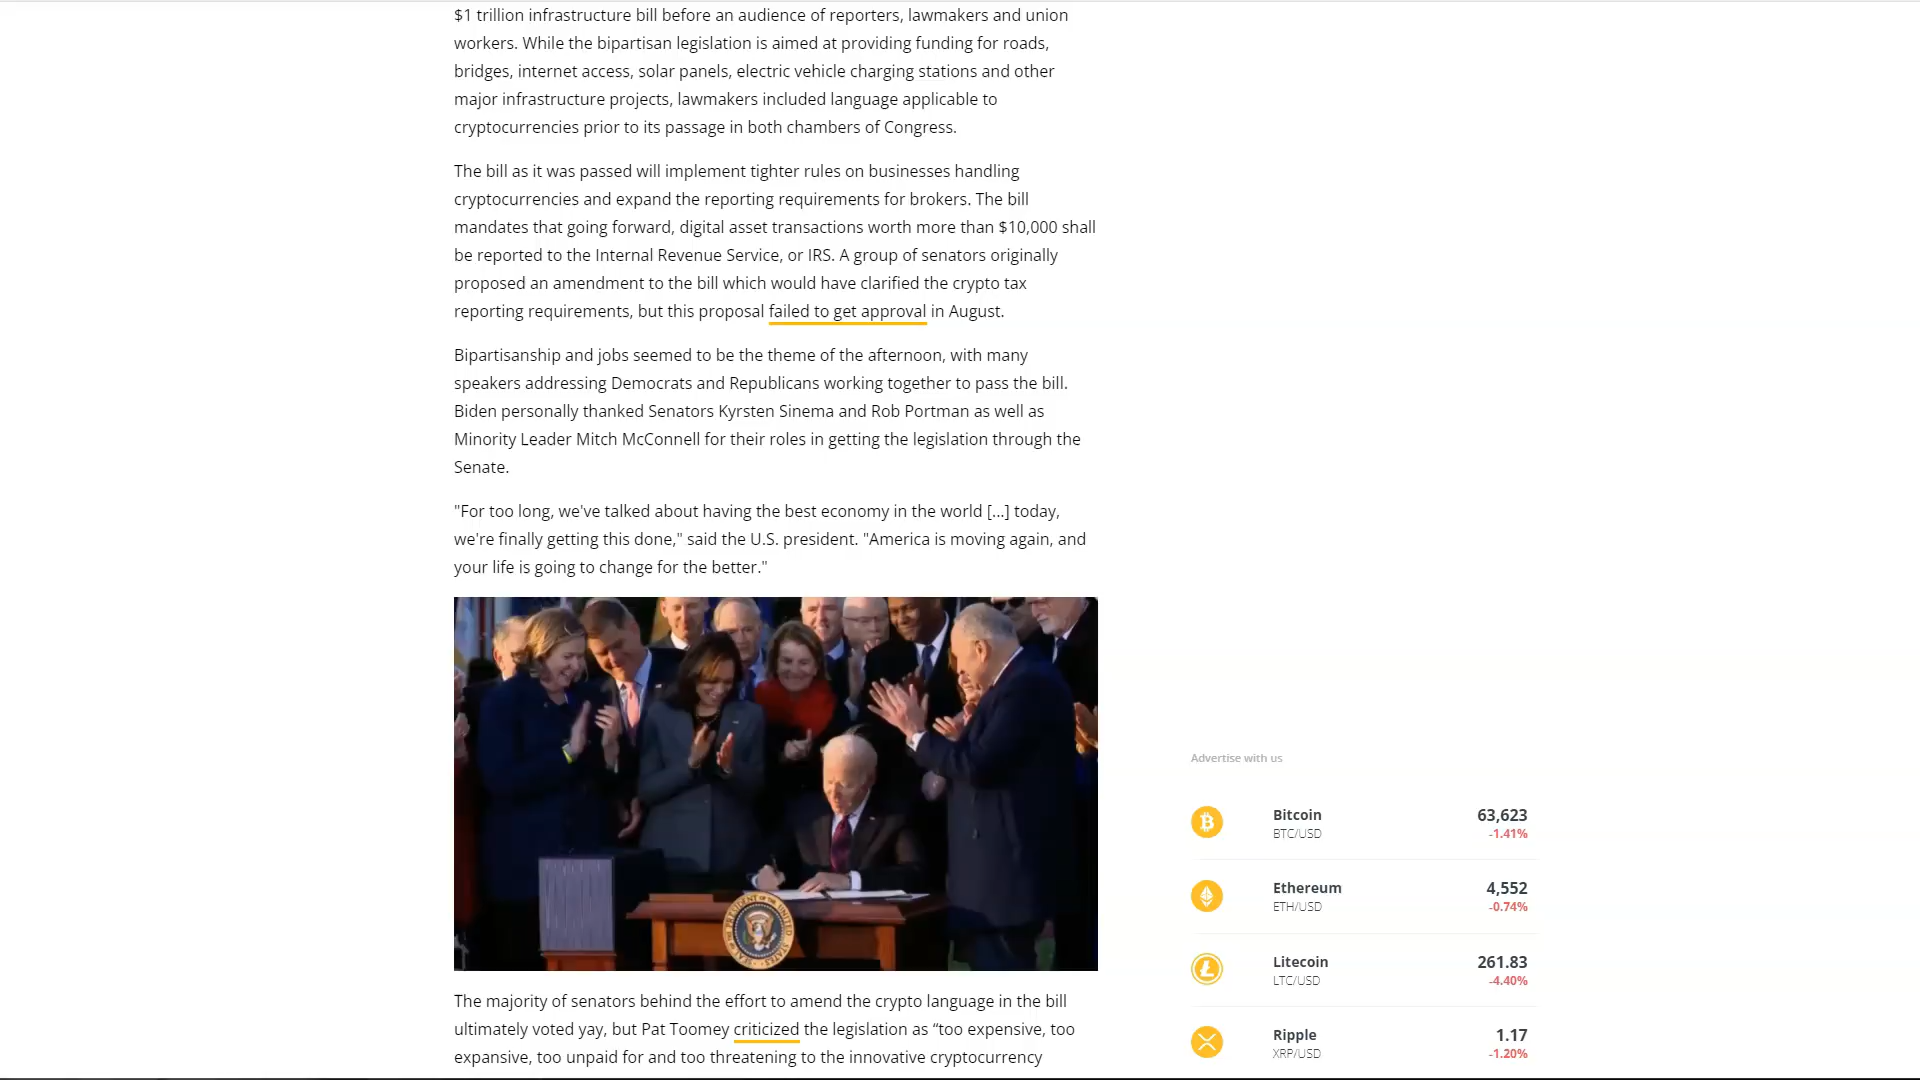 $1 trillion infrastructure bill before an audience of reporters, lawmakers and union
workers. While the bipartisan legislation is aimed at providing funding for roads,
bridges, internet access, solar panels, electric vehicle charging stations and other
major infrastructure projects, lawmakers included language applicable to
cryptocurrencies prior to its passage in both chambers of Congress.
The bill as it was passed will implement tighter rules on businesses handling
cryptocurrencies and expand the reporting requirements for brokers. The bill
mandates that going forward, digital asset transactions worth more than $10,000 shall
be reported to the Internal Revenue Service, or IRS. A group of senators originally
proposed an amendment to the bill which would have clarified the crypto tax
reporting requirements, but this proposal failed to get approval in August.
Bipartisanship and jobs seemed to be the theme of the afternoon, with many
speakers addressing Democrats and Republicans working together to pass the bill.
Biden personally thanked Senators Kyrsten Sinema and Rob Portman as well as
Minority Leader Mitch McConnell for their roles in getting the legislation through the
Senate.
"For too long, we've talked about having the best economy in the world [...] today,
we're finally getting this done," said the U.S. president. "America is moving again, and
your life is going to change for the better."
SEAL OF THE PRESIDENT OF THE UNITED STATES
The majority of senators behind the effort to amend the crypto language in the bill
ultimately voted yay, but Pat Toomey criticized the legislation as “too expensive, too
expansive, too unpaid for and too threatening to the innovative cryptocurrency
Advertise with us
Bitcoin 63,623
BTC/USD -1.41%
Ethereum 4,552
ETH/USD -0.74%
Litecoin 261.83
LTC/USD -4.40%
Ripple 1.17
XRP/USD -1.20%